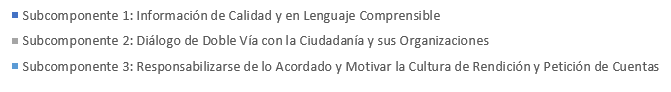 Subcomponente 1: Información de Calidad y en Lenguaje Comprensible
Subcomponente 2: Diálogo de Doble Vía con la Ciudadanía y sus Organizaciones
Subcomponente 3: Responsabilizarse de lo Acordado y Motivar la Cultura de Rendición y Petición de Cuentas